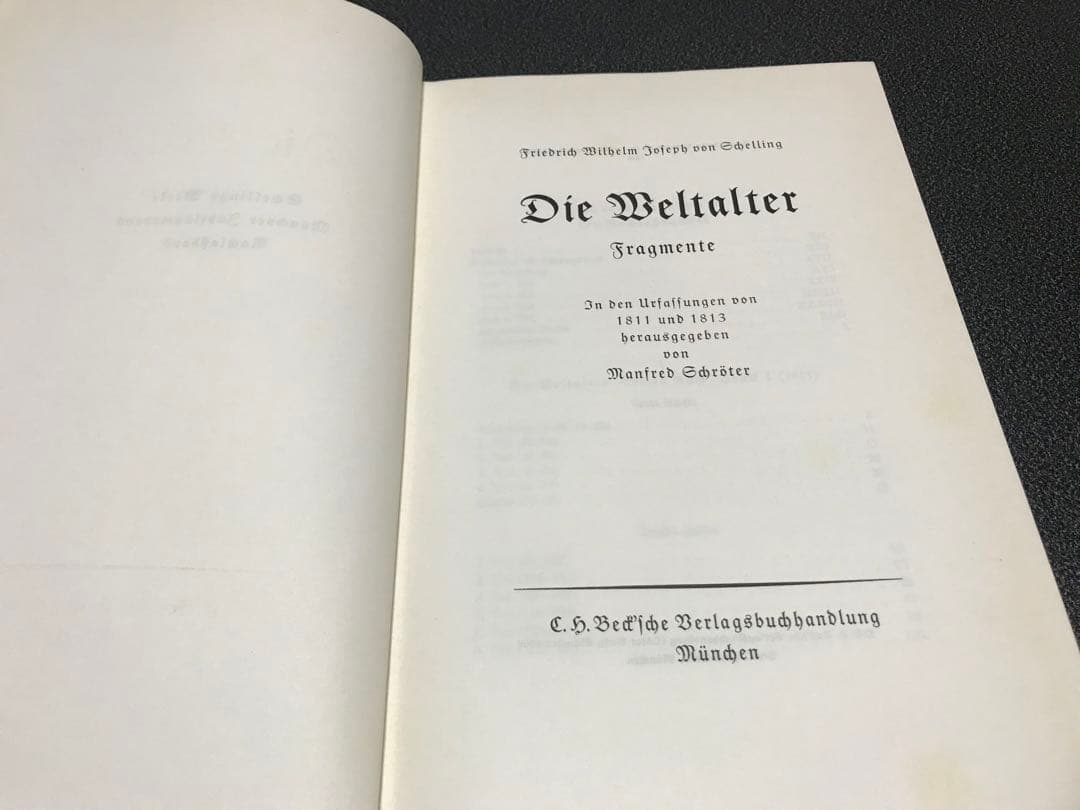 Friedrich Wilhelm Joseph von Schelling
Die Weltalter
Fragmente
In den Urfassungen von
1811 und 1813
herausgegeben
von
Manfred Schröter
C. H. Beck'sche Verlagsbuchhandlung
München